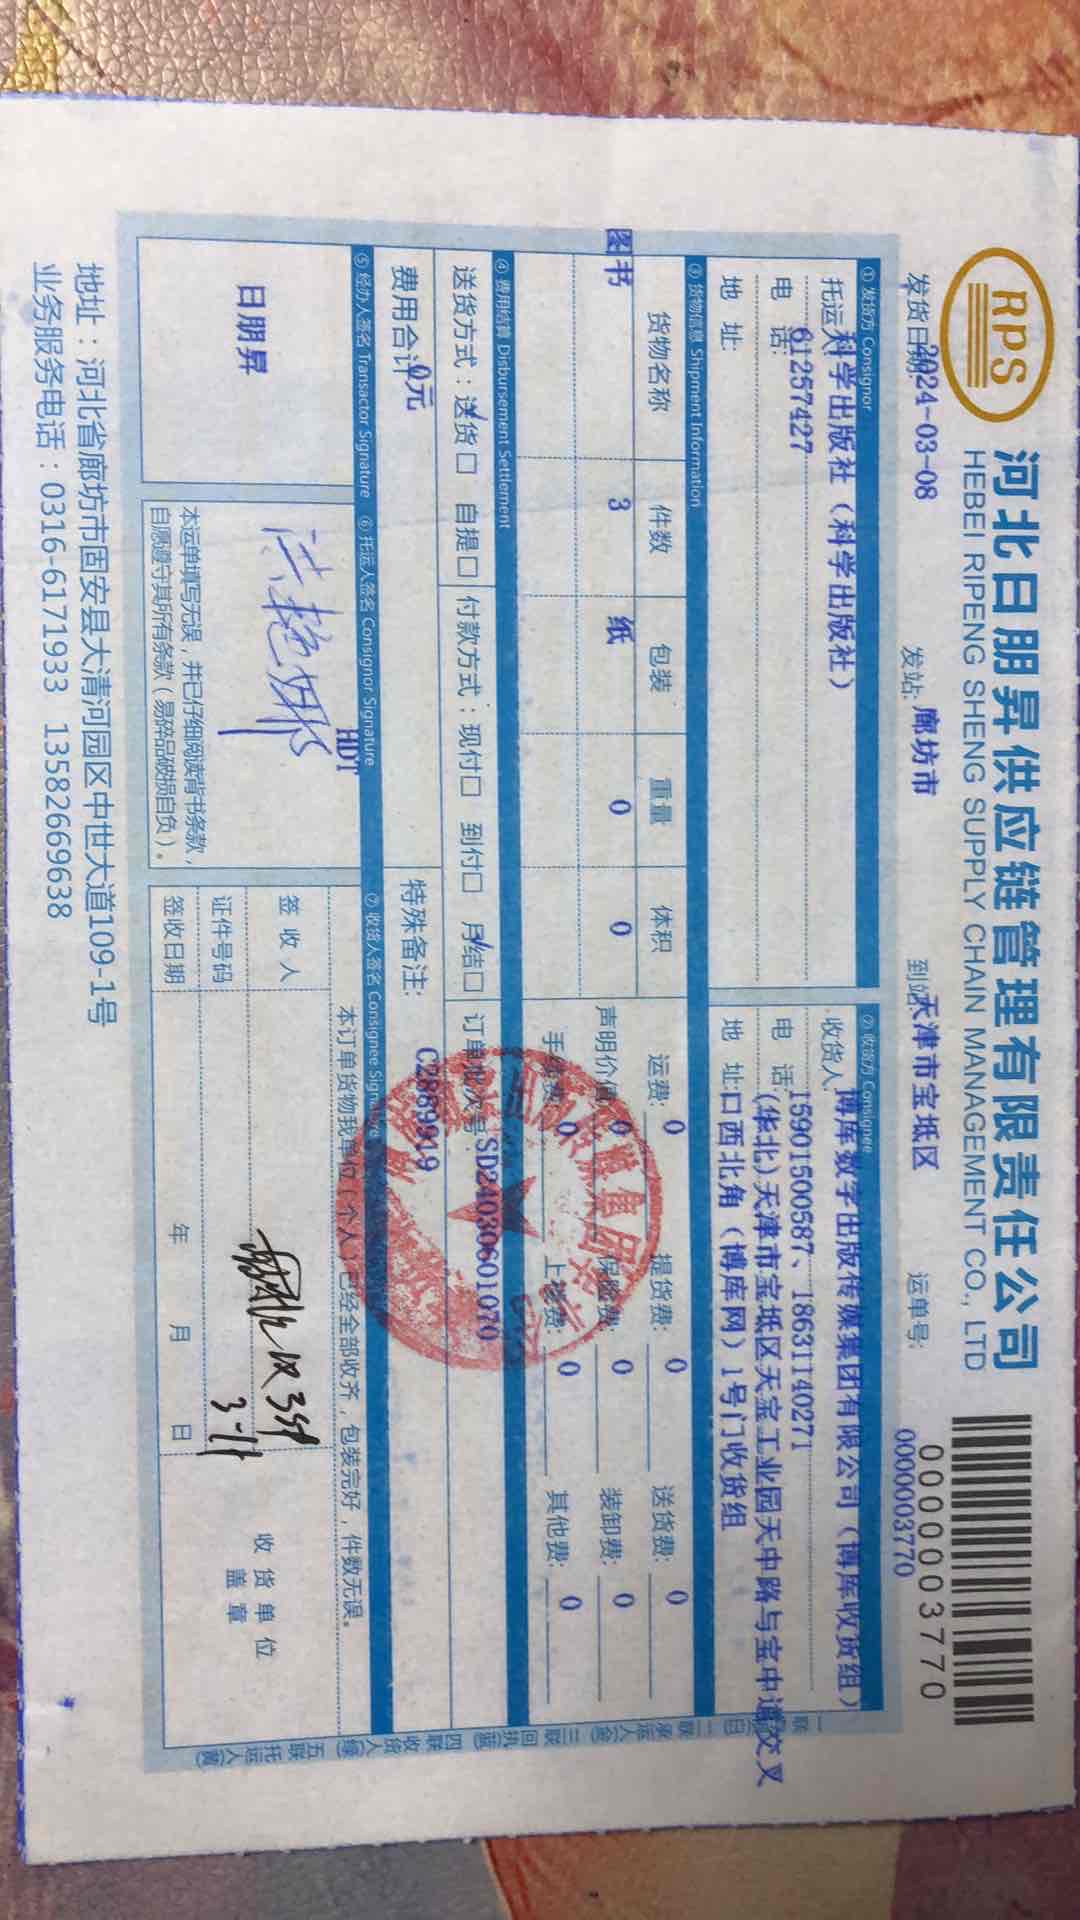 RPS
河北日朋昇供应链管理有限责任公司
HEBEI RIPENG SHENG SUPPLY CHAIN MANAGEMENT CO., LTD
0000003770
发货日期: 2024-03-08 发站: 廊坊市 到站: 天津市宝坻区 运单号: 0000003770
① 发货方 Consignor
托运人 科学出版社（科学出版社）
电 话: 61257427
地 址:
② 收货方 Consignee
收货人: 博库数字出版传媒集团有限公司（博库收货组）
电 话: 15901500587、18631140271
(华北)天津市宝坻区天宝工业园天中路与宝中道交叉
地 址: 口西北角（博库网）1号门收货组
③ 货物信息 Shipment Information
货物名称 件数 包装 重量 体积
图书 3 纸 0 0
运费: 0 提货费: 0 送货费: 0
声明价值: 0 保险费: 0 装卸费: 0
手续费: 0 上楼费: 0 其他费: 0
④ 费用结算 Disbursement Settlement
送货方式：送货□ 自提□ 付款方式：现付□ 到付□ 月结□ 订单批次号 SD240306010​70
费用合计 0元 特殊备注: C2889919
⑤ 经办人签名 Transactor Signature ⑥ 托运人签名 Consignor Signature ⑦ 收货人签名 Consignee Signature
日朋昇
HDT
本运单填写无误，并已仔细阅读背书条款，
自愿遵守其所有条款（易碎品破损自负）。
本订单货物我单位（个人）已经全部收齐，包装完好，件数无误。
签 收 人
证件号码
签收日期 年 月 日
3-11
收 货 单 位
盖 章
地址：河北省廊坊市固安县大清河园区中世大道109-1号
业务服务电话：0316-6171933 13582669638